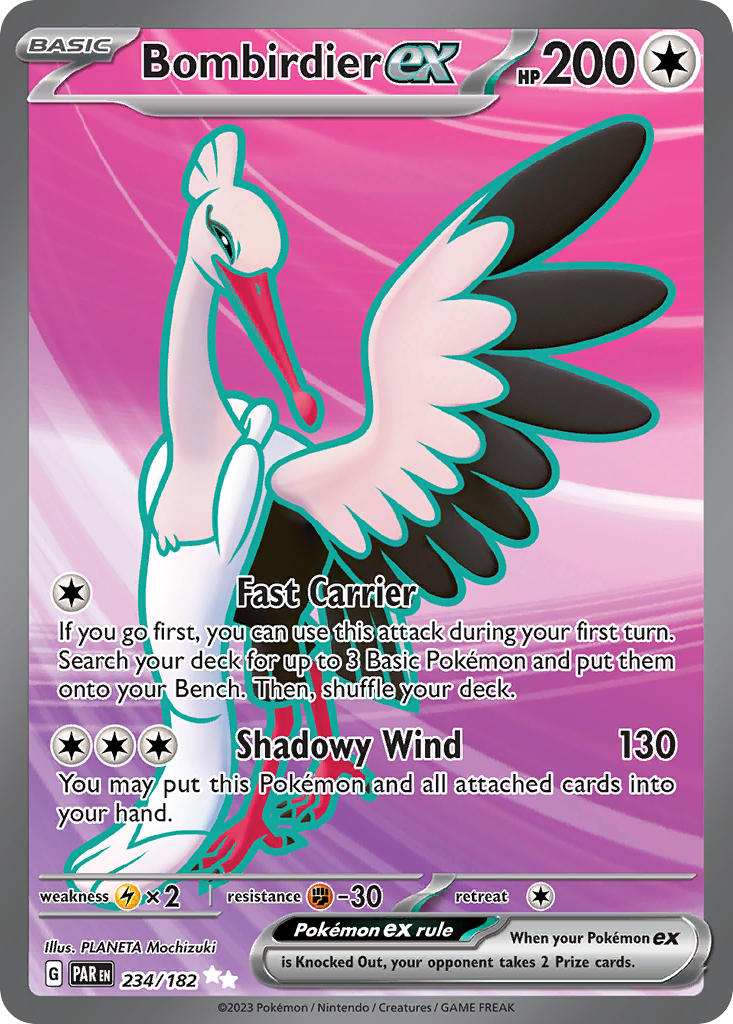 BASIC
Bombirdier ex HP 200
Fast Carrier
If you go first, you can use this attack during your first turn.
Search your deck for up to 3 Basic Pokémon and put them
onto your Bench. Then, shuffle your deck.
Shadowy Wind 130
You may put this Pokémon and all attached cards into
your hand.
weakness ×2 resistance -30 retreat
Illus. PLANETA Mochizuki
Pokémon ex rule When your Pokémon ex
is Knocked Out, your opponent takes 2 Prize cards.
G PAR EN 234/182
©2023 Pokémon / Nintendo / Creatures / GAME FREAK